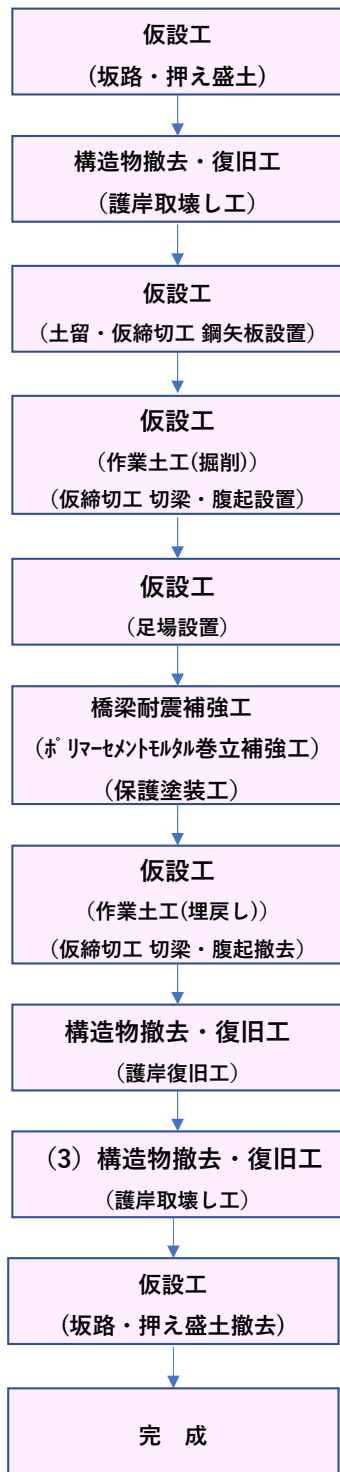 仮設工
(坂路・押え盛土)
構造物撤去・復旧工
(護岸取壊し工)
仮設工
(土留・仮締切工 鋼矢板設置)
仮設工
(作業土工(掘削))
(仮締切工 切梁・腹起設置)
仮設工
(足場設置)
橋梁耐震補強工
(ﾎﾟﾘﾏｰｾﾒﾝﾄﾓﾙﾀﾙ巻立補強工)
(保護塗装工)
仮設工
(作業土工(埋戻し))
(仮締切工 切梁・腹起撤去)
構造物撤去・復旧工
(護岸復旧工)
(3) 構造物撤去・復旧工
(護岸取壊し工)
仮設工
(坂路・押え盛土撤去)
完 成